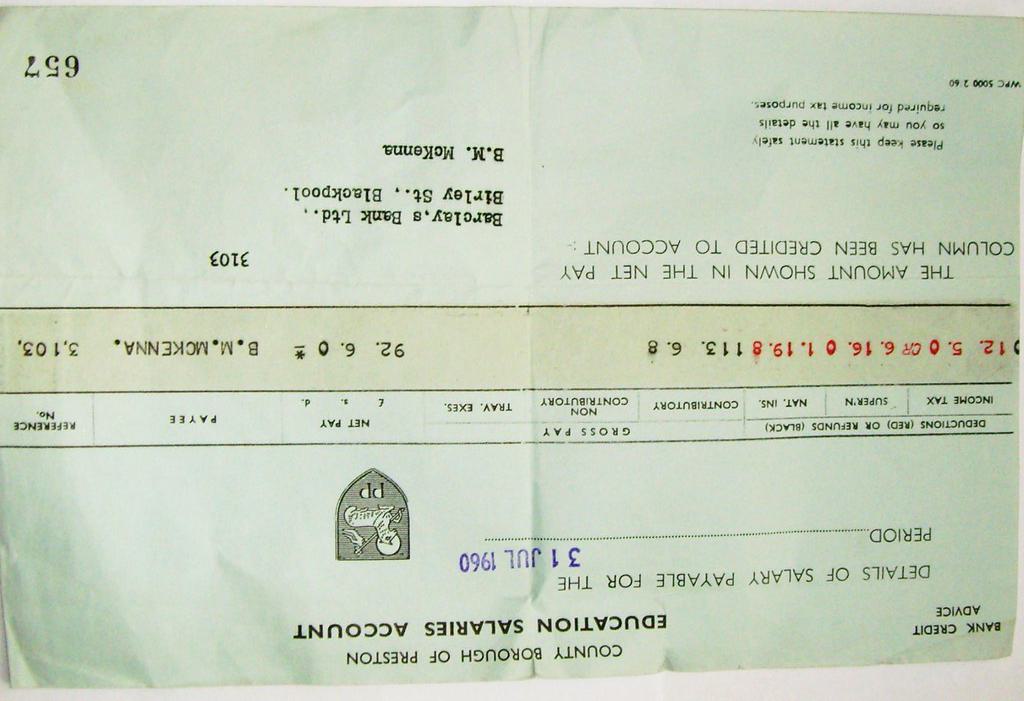 COUNTY BOROUGH OF PRESTON
BANK CREDIT
ADVICE
EDUCATION SALARIES ACCOUNT
DETAILS OF SALARY PAYABLE FOR THE
31 JUL 1960
PERIOD
PP
DEDUCTIONS (RED) OR REFUNDS (BLACK) GROSS PAY NET PAY PAYEE REFERENCE No.
INCOME TAX SUPER'N NAT. INS. CONTRIBUTORY NON CONTRIBUTORY TRAV. EXES. £ s. d.
12. 5. 0 CR 6.16. 0 1.19.8 113. 6. 8 92. 6. 0 * B.M.MCKENNA. 3,103,
THE AMOUNT SHOWN IN THE NET PAY
COLUMN HAS BEEN CREDITED TO ACCOUNT :
3103
Barclay,s Bank Ltd.,
Birley St., Blackpool.
B.M. McKenna
Please keep this statement safely
so you may have all the details
required for income tax purposes.
WPC 5000 2 60
657